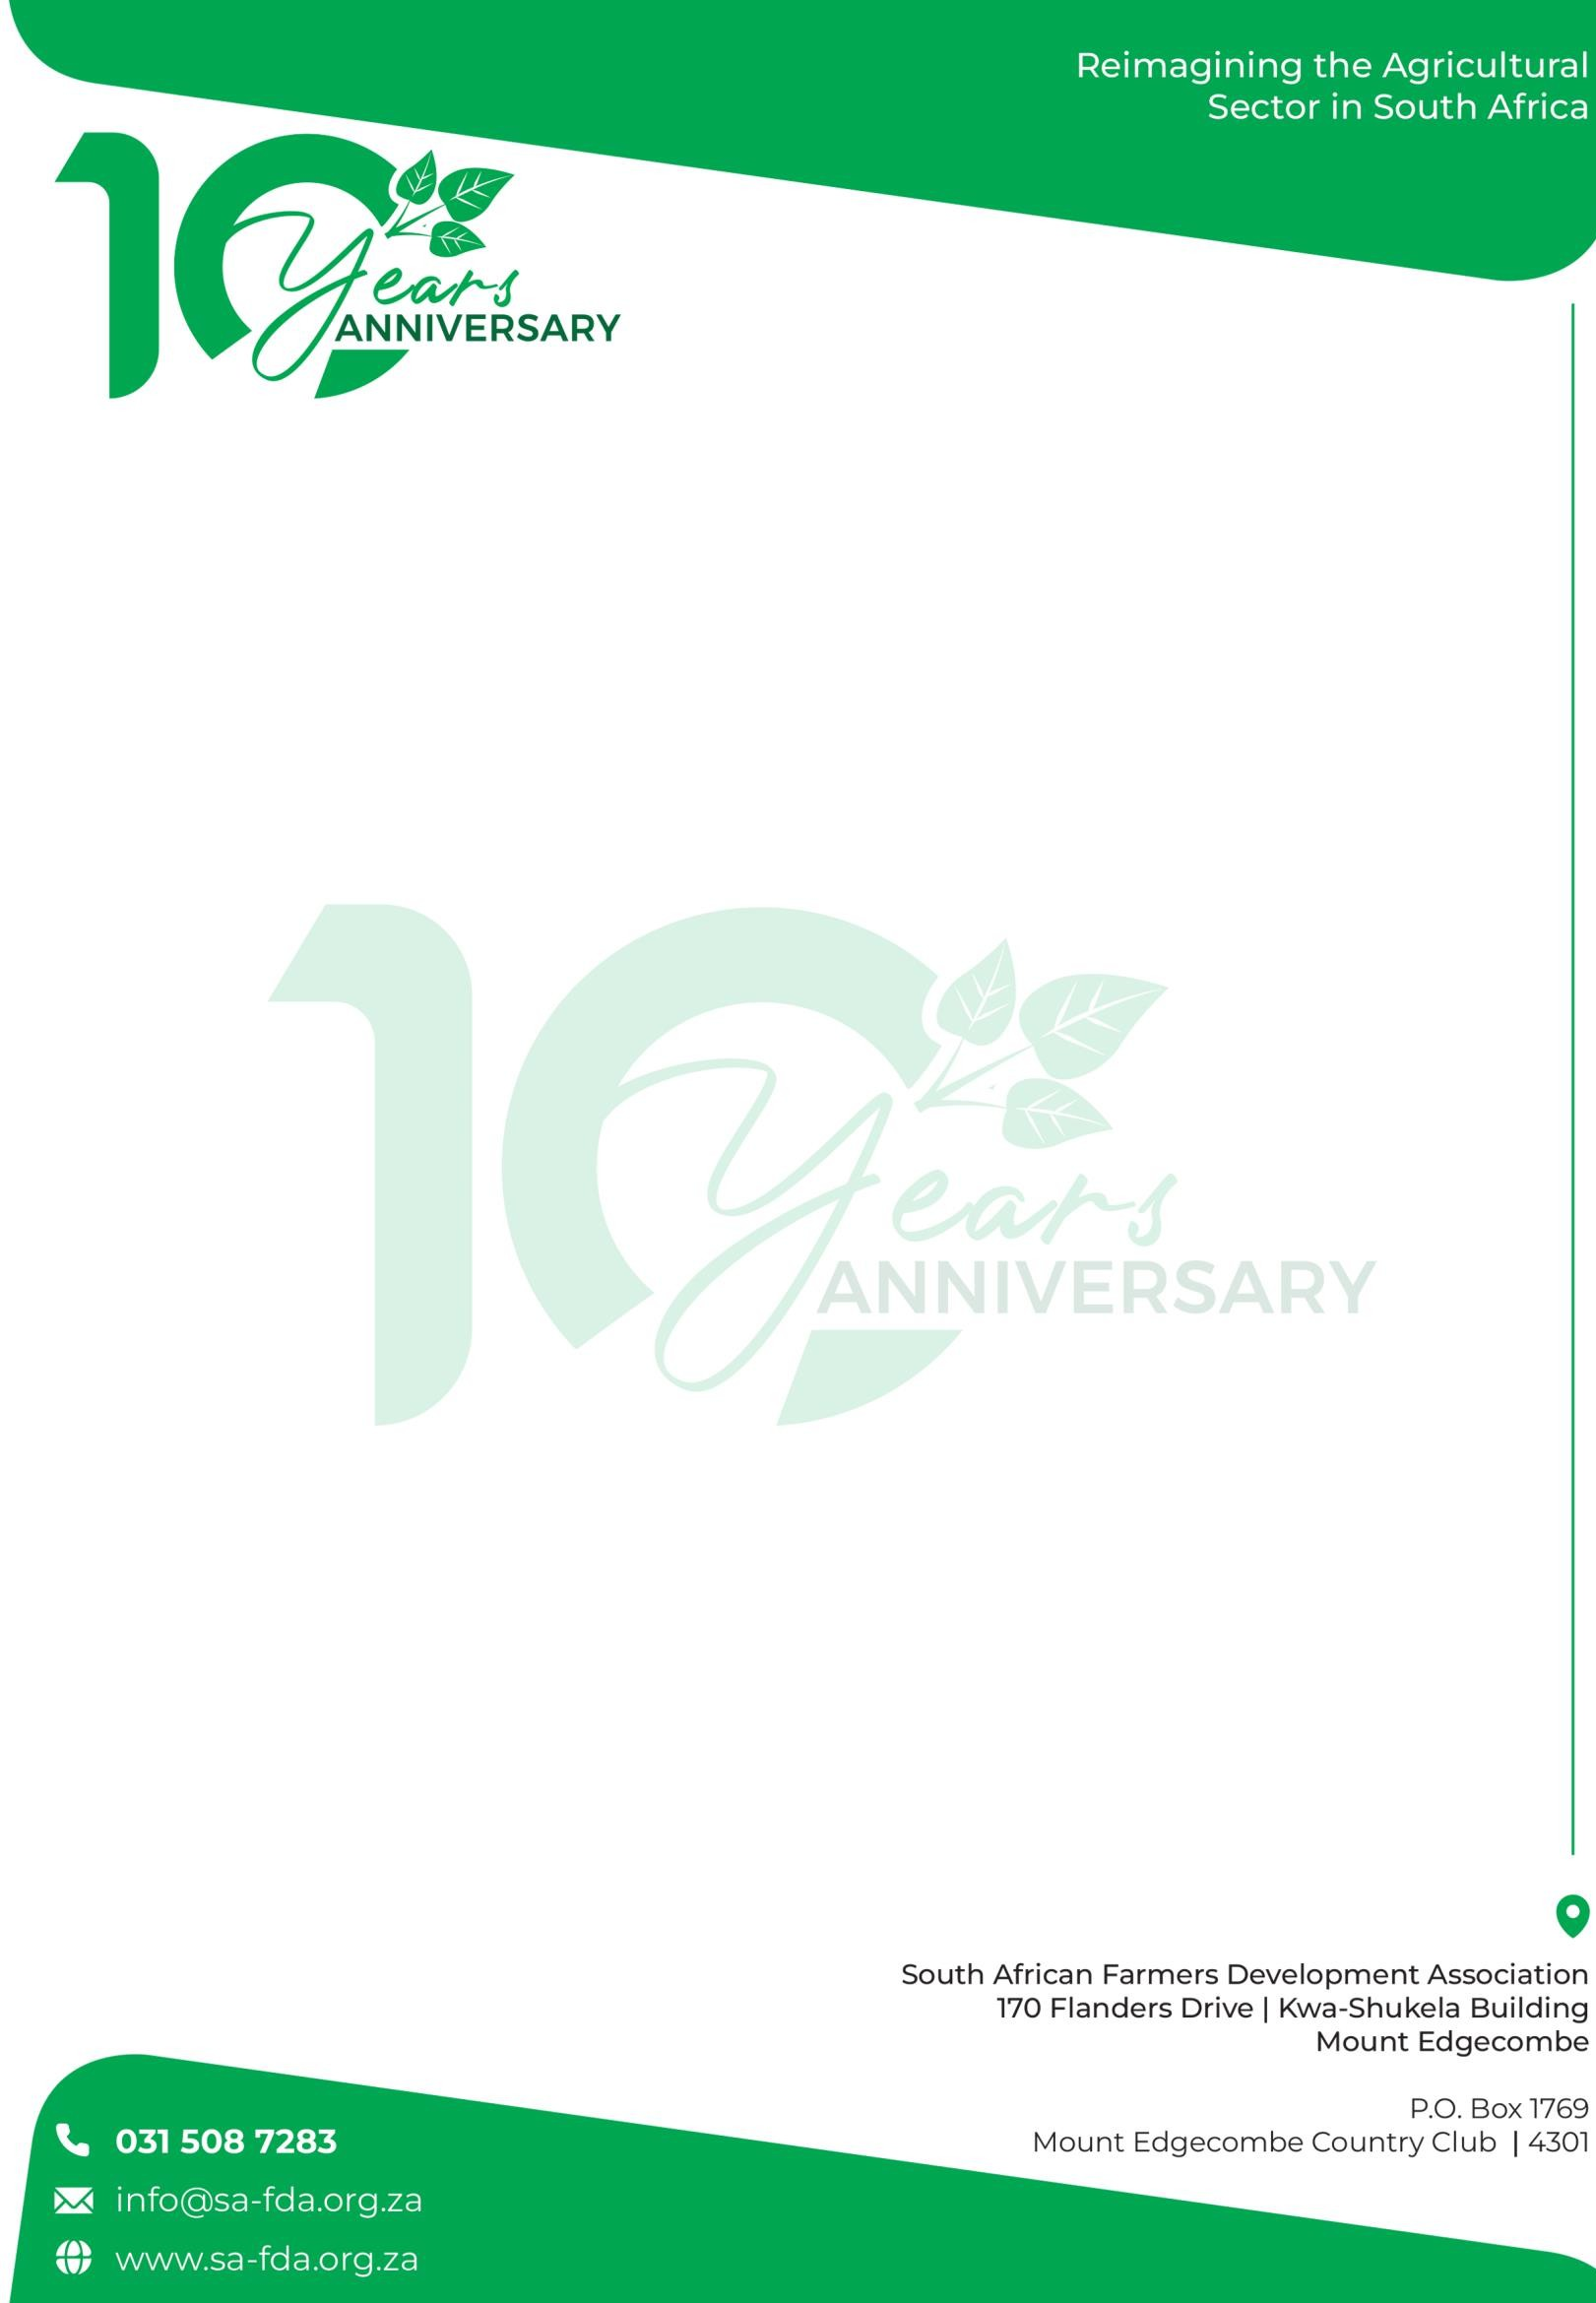 Reimagining the Agricultural
Sector in South Africa
10
Years
ANNIVERSARY
10
Years
ANNIVERSARY
South African Farmers Development Association
170 Flanders Drive | Kwa-Shukela Building
Mount Edgecombe
P.O. Box 1769
Mount Edgecombe Country Club | 4301
031 508 7283
info@sa-fda.org.za
www.sa-fda.org.za